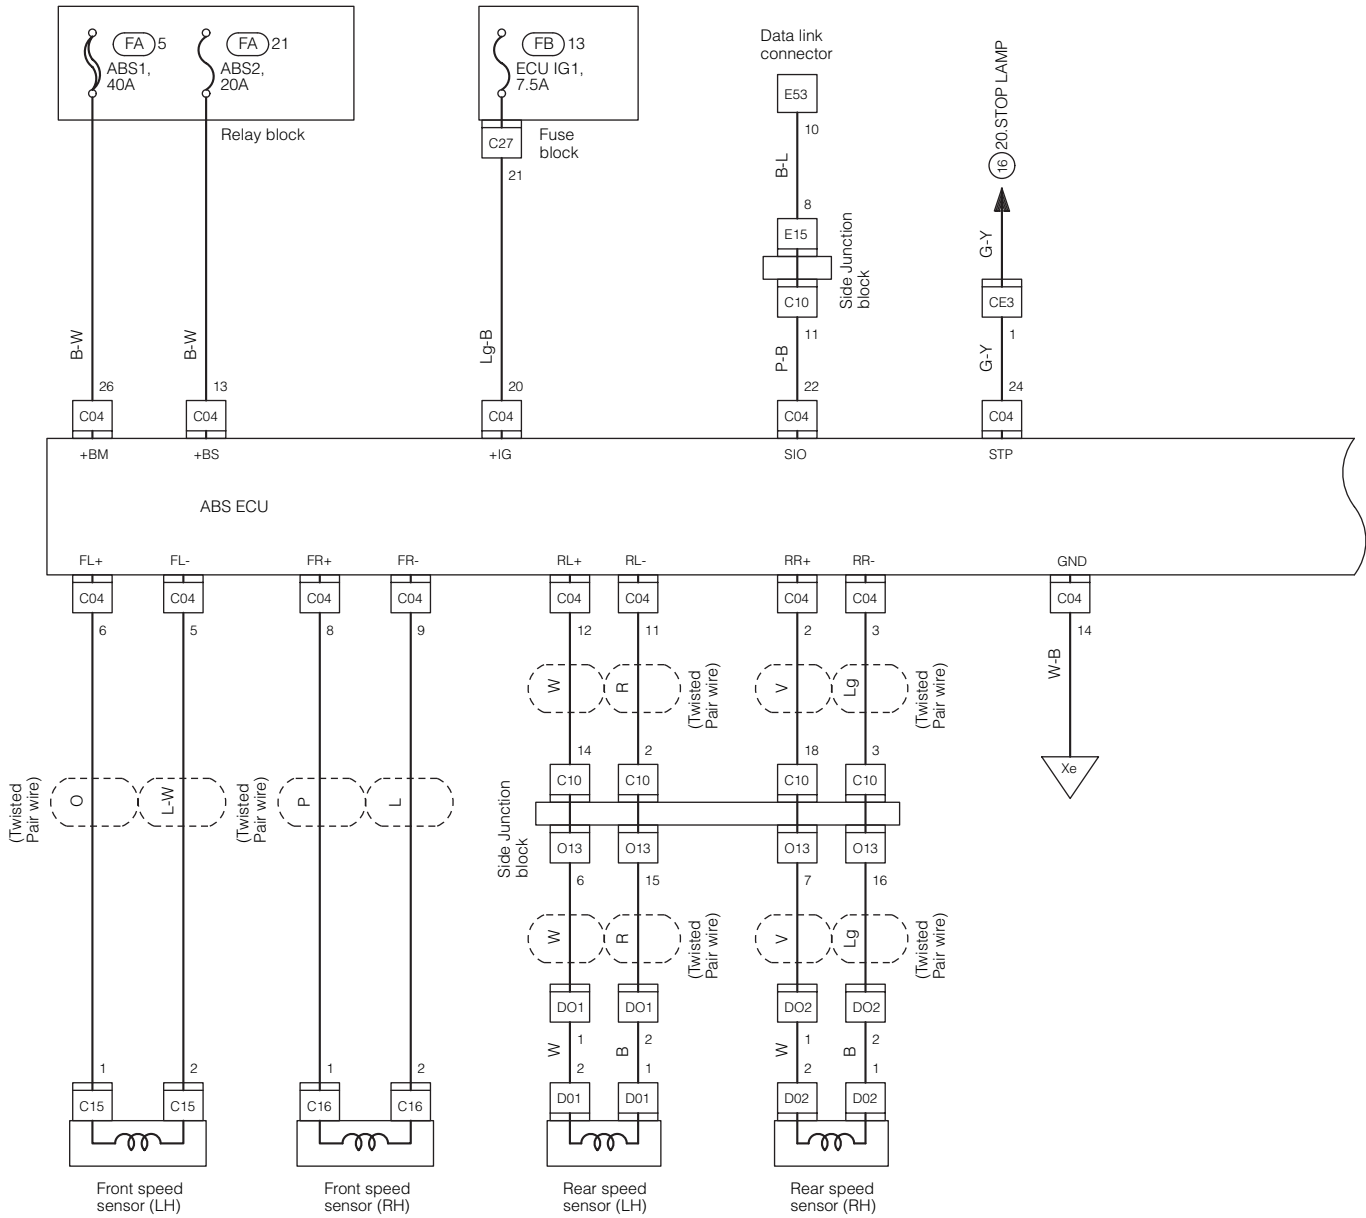 FA 5
ABS1,
40A
FA 21
ABS2,
20A
Relay block
FB 13
ECU IG1,
7.5A
C27
Fuse
block
21
Data link
connector
E53
10
B-L
8
E15
Side Junction
block
C10
11
P-B
22
16 20.STOP LAMP
G-Y
CE3
1
G-Y
24
B-W
26
B-W
13
Lg-B
20
C04
C04
C04
C04
C04
+BM
+BS
+IG
SIO
STP
ABS ECU
FL+
FL-
FR+
FR-
RL+
RL-
RR+
RR-
GND
C04
C04
C04
C04
C04
C04
C04
C04
C04
6
5
8
9
12
11
2
3
14
W
R
(Twisted
Pair wire)
V
Lg
(Twisted
Pair wire)
W-B
Xe
14
2
18
3
C10
C10
C10
C10
(Twisted
Pair wire)
O
L-W
(Twisted
Pair wire)
P
L
Side Junction
block
O13
O13
O13
O13
6
15
7
16
W
R
(Twisted
Pair wire)
V
Lg
(Twisted
Pair wire)
DO1
DO1
DO2
DO2
1
2
1
2
W
B
W
B
1
2
1
2
2
1
2
1
C15
C15
C16
C16
D01
D01
D02
D02
Front speed
sensor (LH)
Front speed
sensor (RH)
Rear speed
sensor (LH)
Rear speed
sensor (RH)